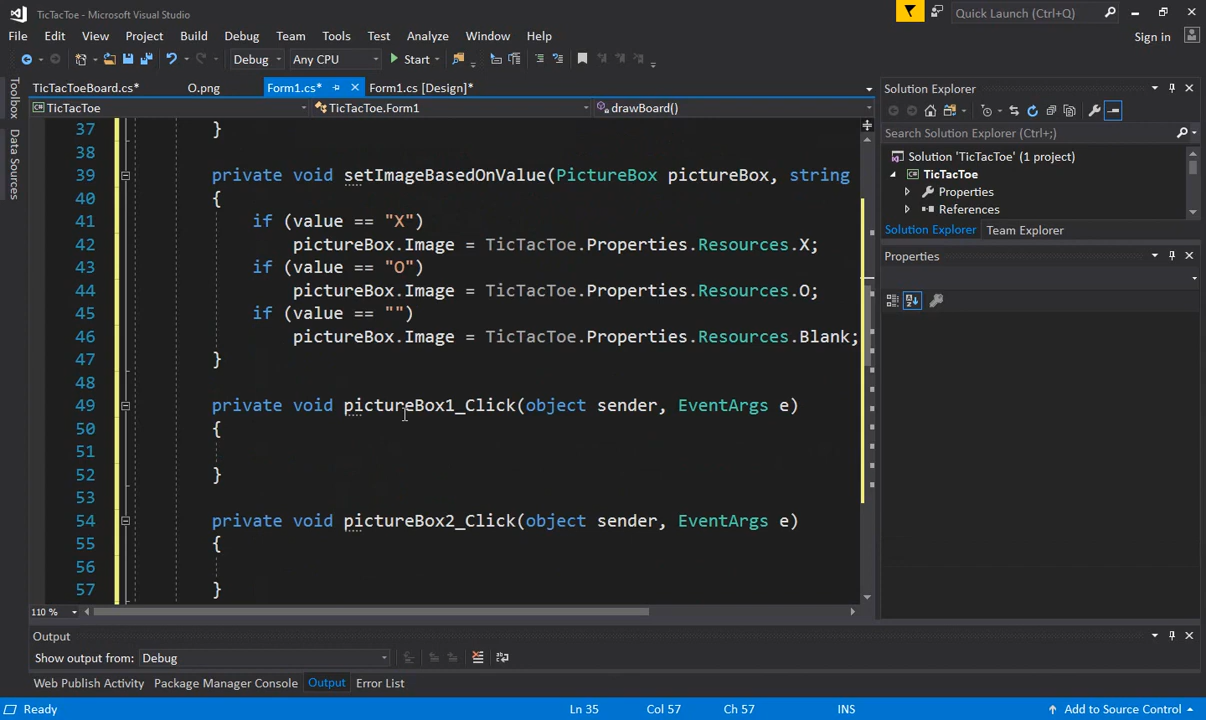 TicTacToe - Microsoft Visual Studio
Quick Launch (Ctrl+;)
File Edit View Project Build Debug Team Tools Test Analyze Window Help
Sign in
Debug Any CPU Start
TicTacToeBoard.cs* O.png Form1.cs* Form1.cs [Design]*
TicTacToe TicTacToe.Form1 drawBoard()
Toolbox
Data Sources
37 }
38
39 private void setImageBasedOnValue(PictureBox pictureBox, string
40 {
41 if (value == "X")
42 pictureBox.Image = TicTacToe.Properties.Resources.X;
43 if (value == "O")
44 pictureBox.Image = TicTacToe.Properties.Resources.O;
45 if (value == "")
46 pictureBox.Image = TicTacToe.Properties.Resources.Blank;
47 }
48
49 private void pictureBox1_Click(object sender, EventArgs e)
50 {
51
52 }
53
54 private void pictureBox2_Click(object sender, EventArgs e)
55 {
56
57 }
110 %
Solution Explorer
Search Solution Explorer (Ctrl+;)
Solution 'TicTacToe' (1 project)
TicTacToe
Properties
References
Solution Explorer Team Explorer
Properties
Output
Show output from: Debug
Web Publish Activity Package Manager Console Output Error List
Ready Ln 35 Col 57 Ch 57 INS Add to Source Control